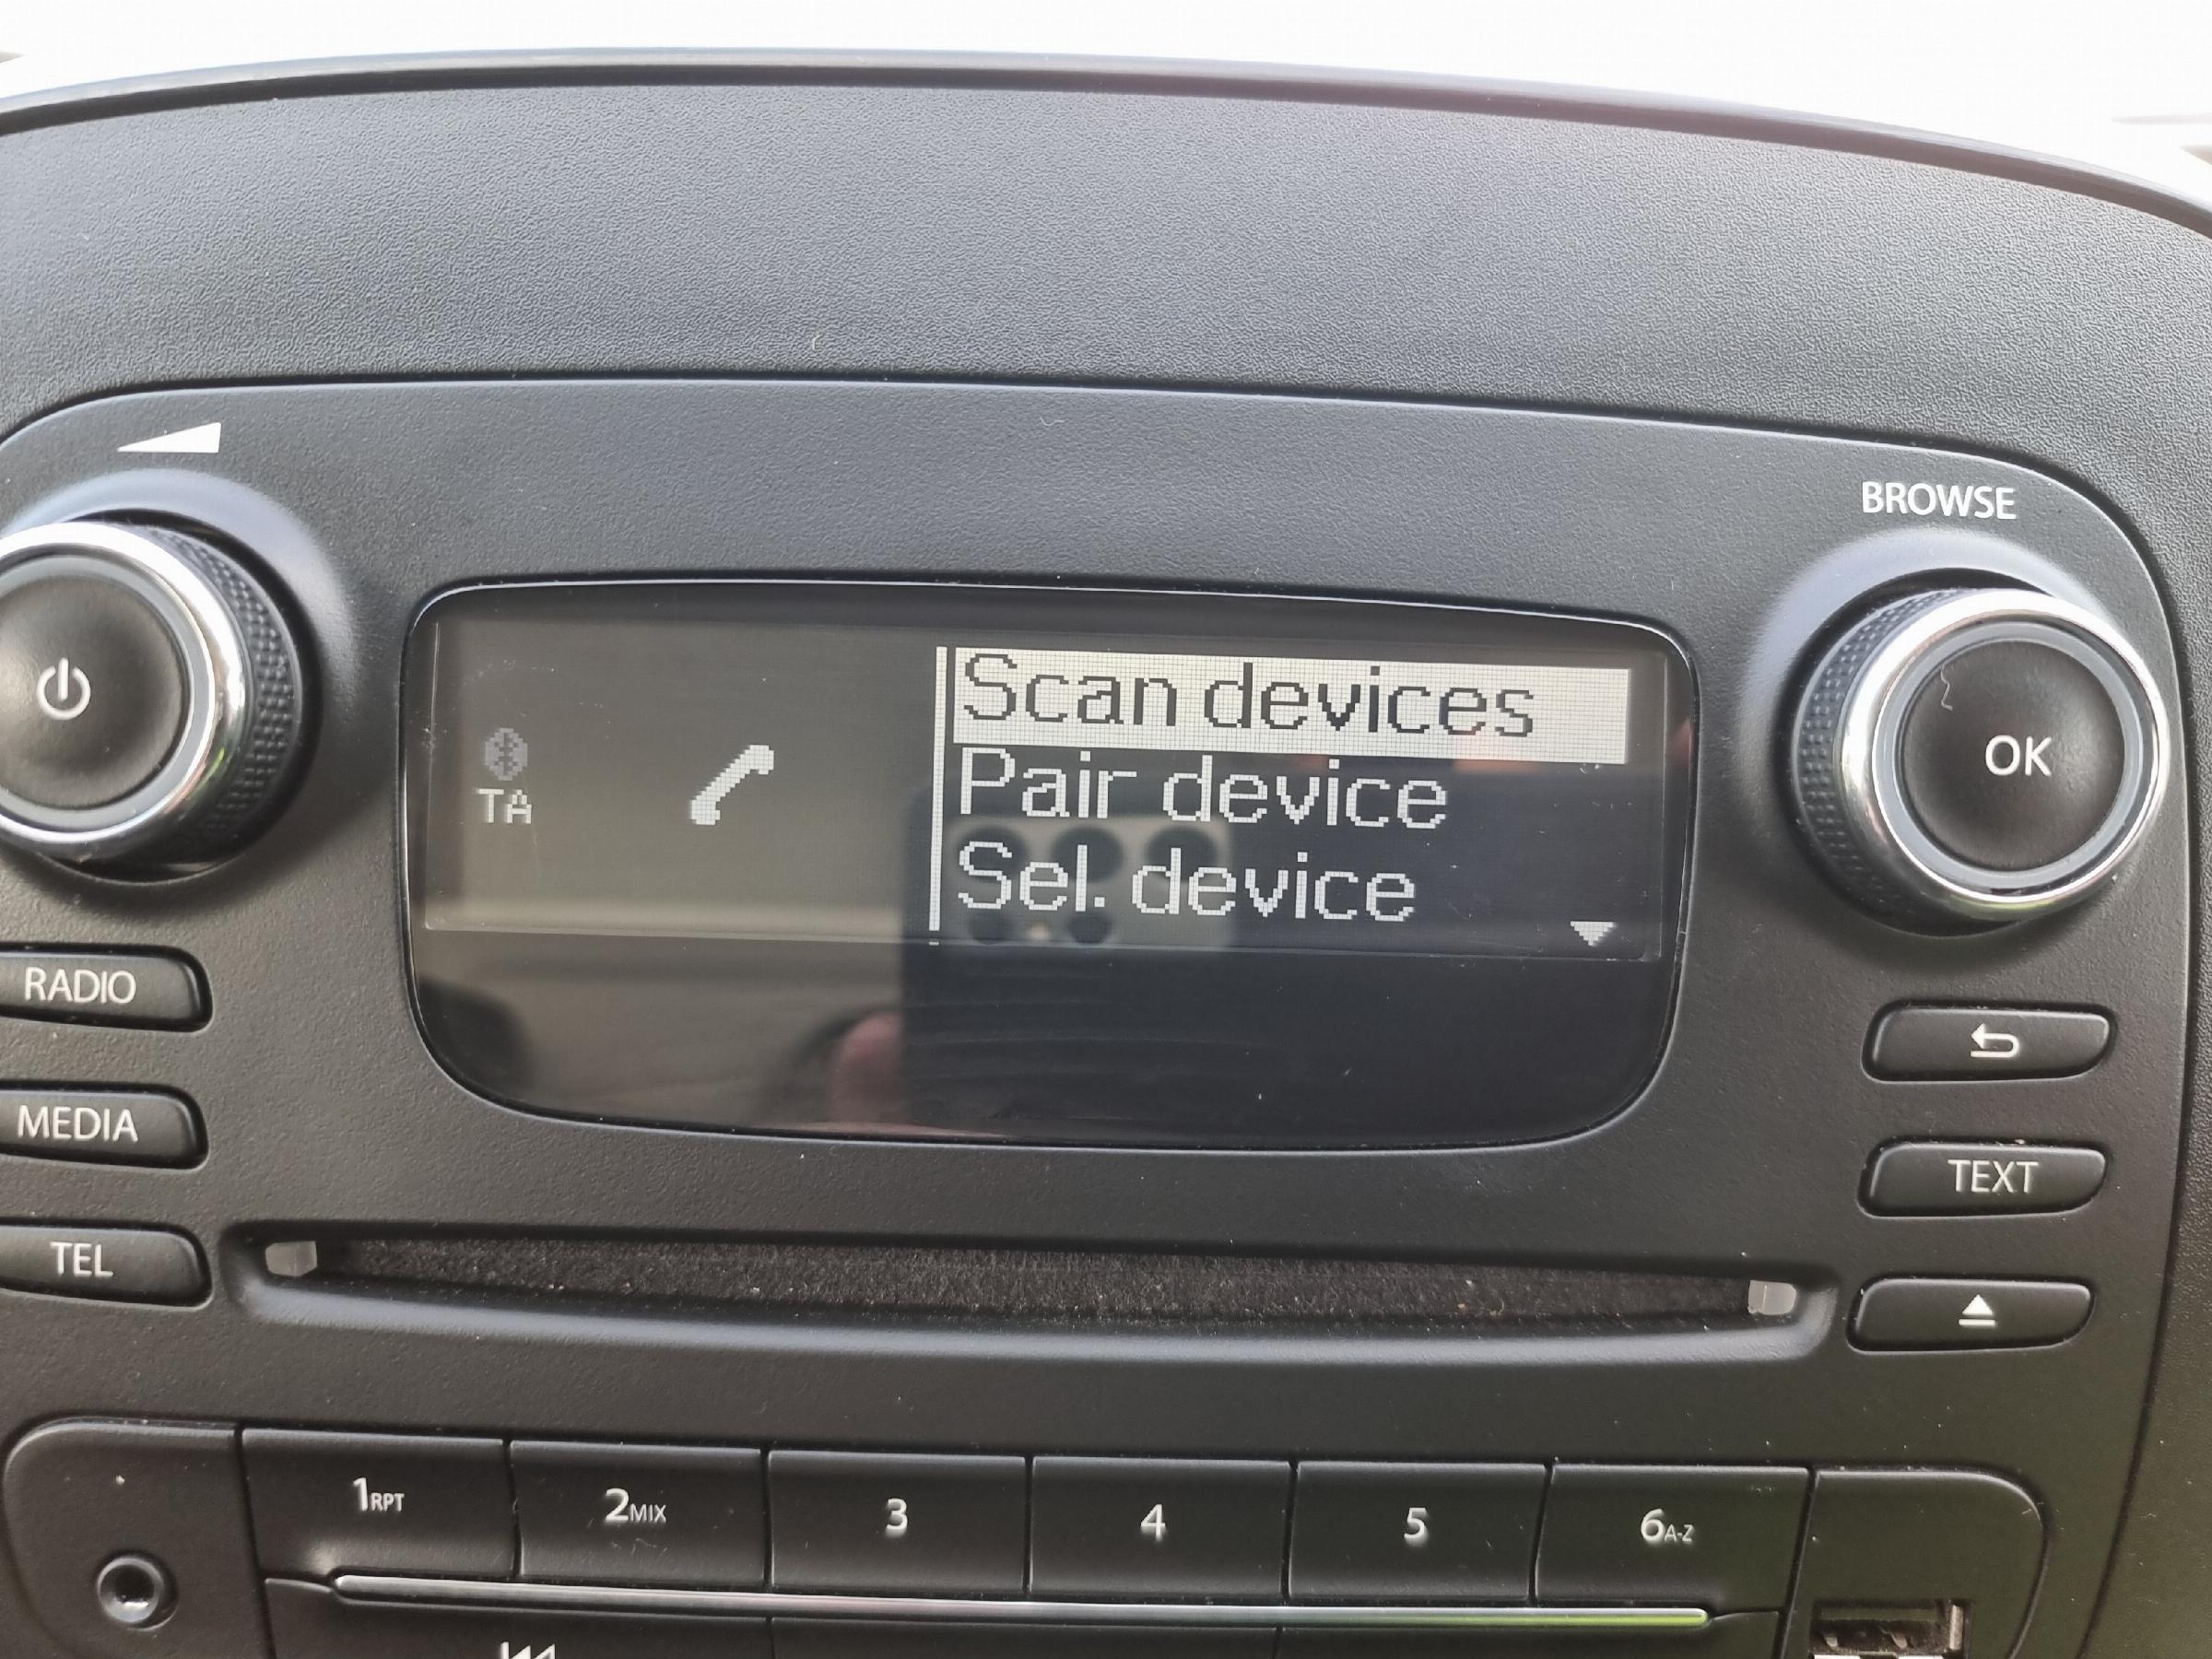 BROWSE
Scan devices
Pair device
Sel. device
TA
OK
RADIO
MEDIA
TEXT
TEL
1RPT
2MIX
3
4
5
6A-Z